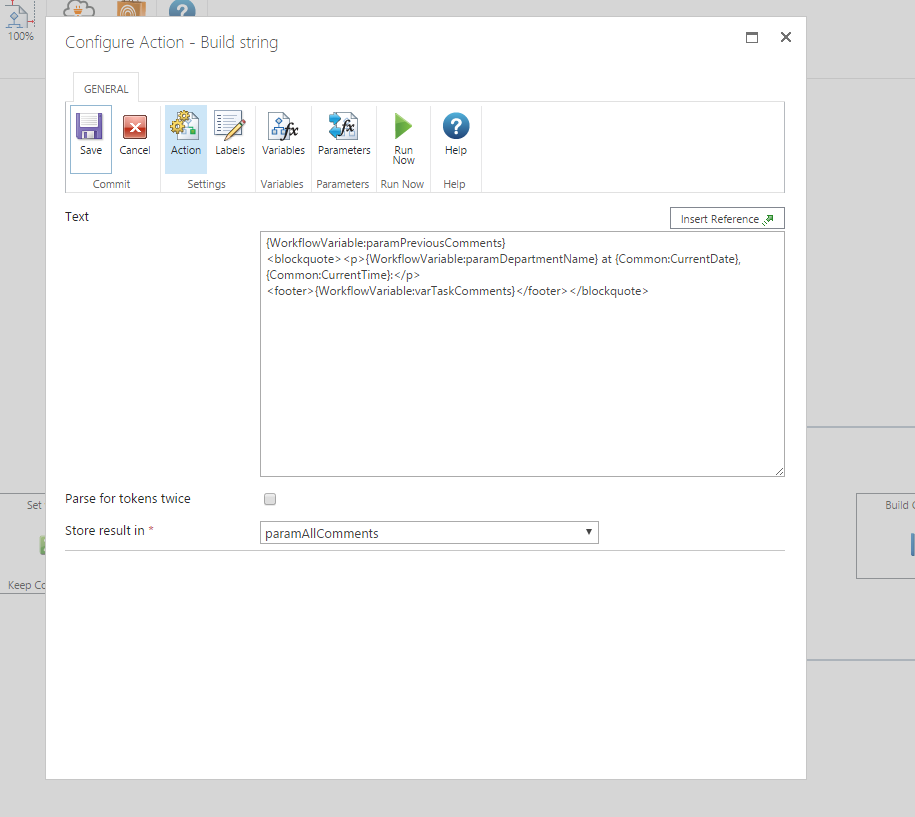 100%
Configure Action - Build string
GENERAL
Save
Cancel
Action
Labels
Variables
Parameters
Run Now
Help
Commit
Settings
Variables
Parameters
Run Now
Help
Text
Insert Reference
{WorkflowVariable:paramPreviousComments}
<blockquote><p>{WorkflowVariable:paramDepartmentName} at {Common:CurrentDate},
{Common:CurrentTime}:</p>
<footer>{WorkflowVariable:varTaskComments}</footer></blockquote>
Parse for tokens twice
Set
Store result in *
paramAllComments
Build
Keep